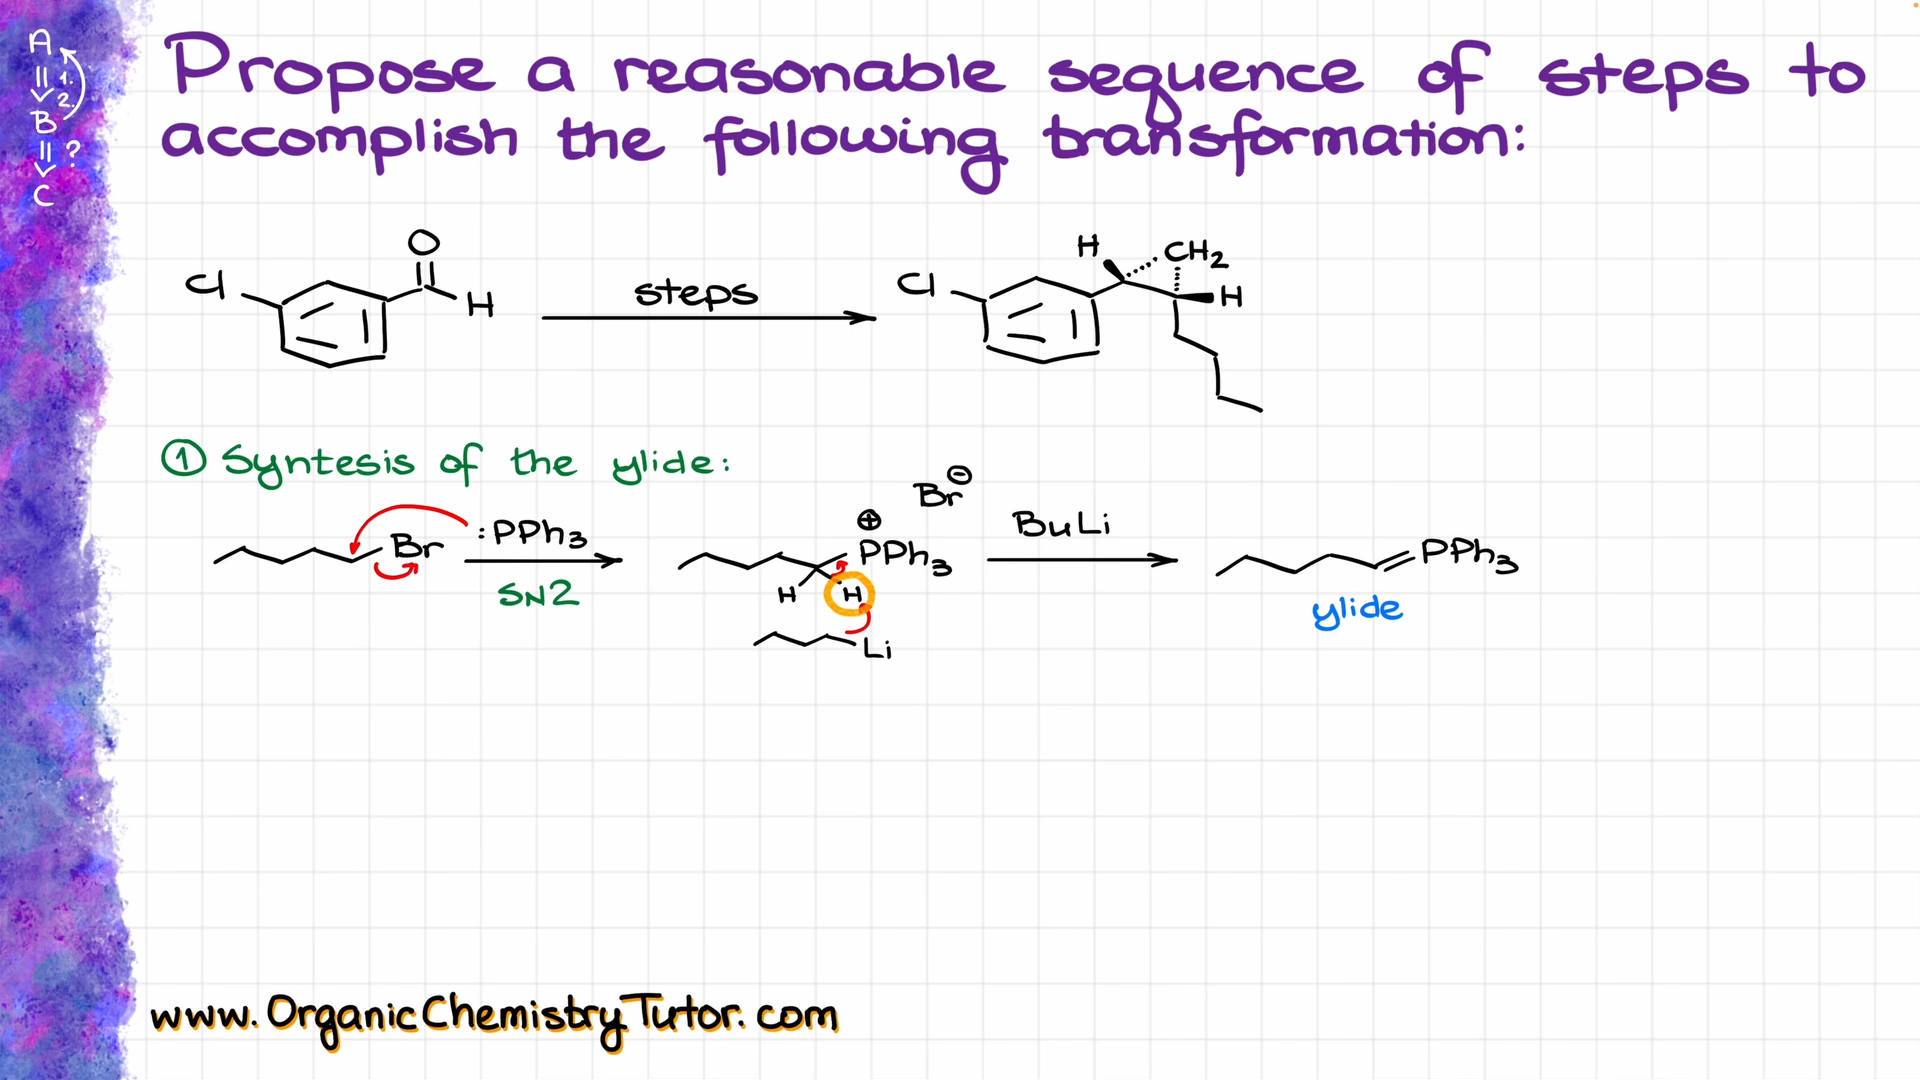 A
1.
2.
B
?
C
Propose a reasonable sequence of steps to
accomplish the following transformation:
O
Cl
H
steps
H
CH₂
Cl
H
① Syntesis of the ylide:
Br⊖
Br
:PPh₃
SN2
⊕
PPh₃
H
H
Li
BuLi
PPh₃
ylide
www.OrganicChemistryTutor.com